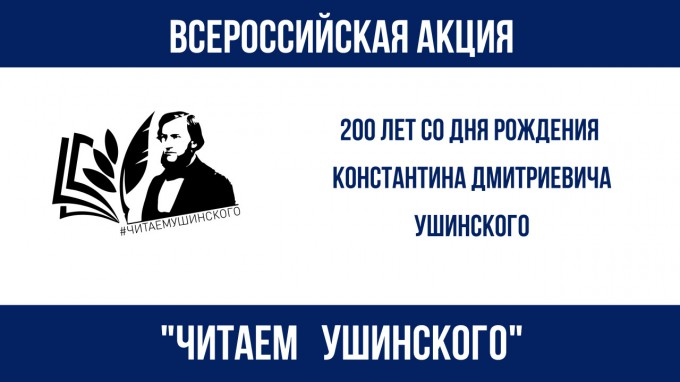 ВСЕРОССИЙСКАЯ АКЦИЯ
200 ЛЕТ СО ДНЯ РОЖДЕНИЯ
КОНСТАНТИНА ДМИТРИЕВИЧА
УШИНСКОГО
#ЧИТАЕМУШИНСКОГО
"ЧИТАЕМ УШИНСКОГО"